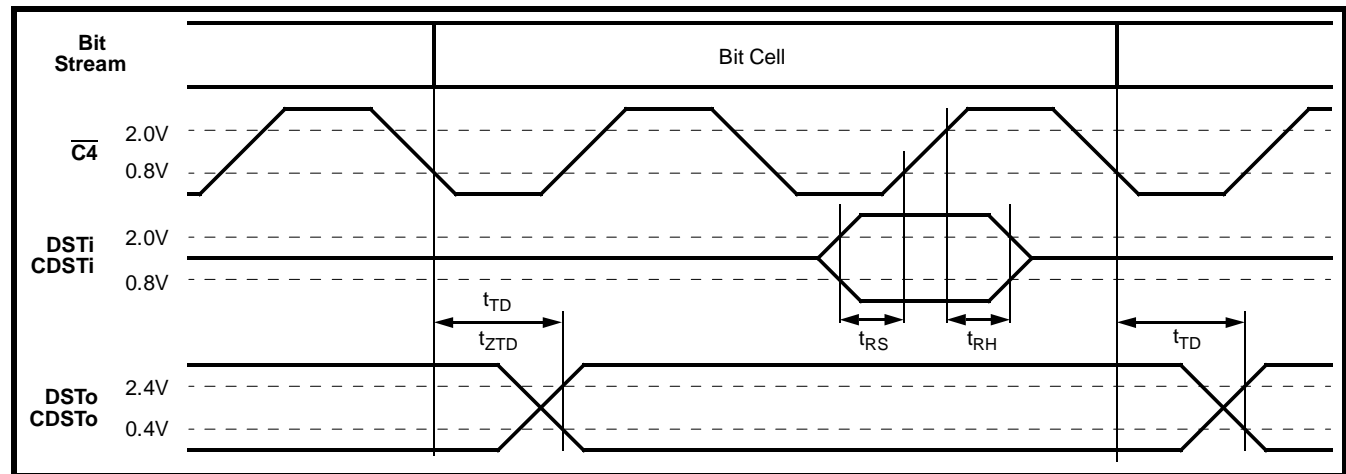 Bit
Stream
Bit Cell
C4
2.0V
0.8V
DSTi
CDSTi
2.0V
0.8V
tTD
tZTD
tRS
tRH
tTD
DSTo
CDSTo
2.4V
0.4V